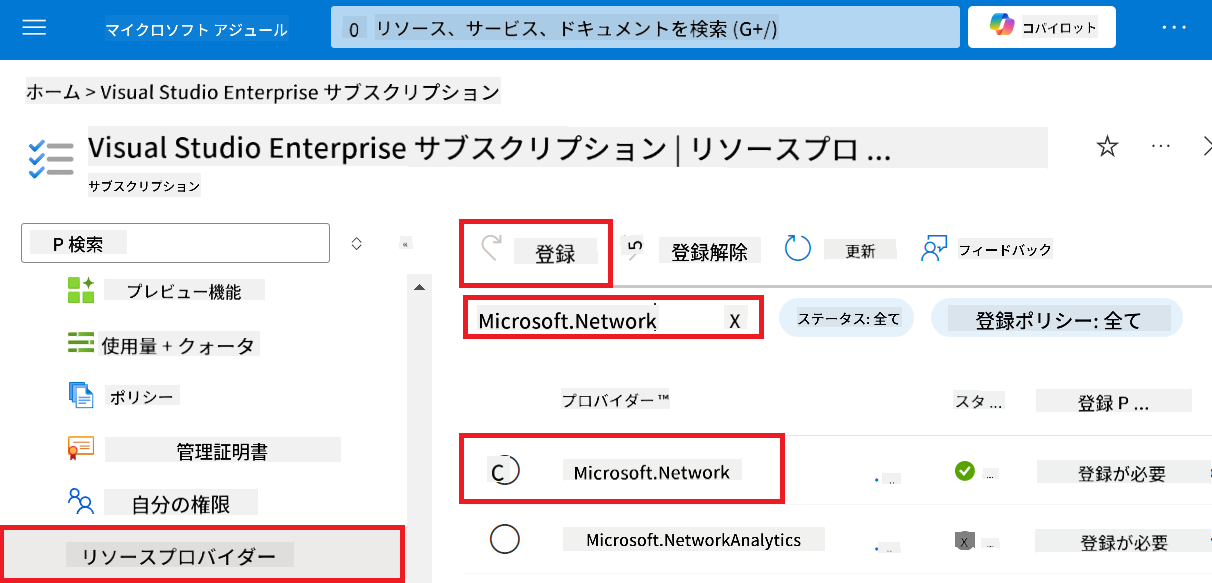 マイクロソフト アジュール
0 リソース、サービス、ドキュメントを検索 (G+/)
コパイロット
...
ホーム > Visual Studio Enterprise サブスクリプション
Visual Studio Enterprise サブスクリプション | リソースプロ ...
サブスクリプション
P 検索
«
登録
5
登録解除
更新
フィードバック
プレビュー機能
使用量 + クォータ
ポリシー
管理証明書
自分の権限
リソースプロバイダー
Microsoft.Network
X
ステータス: 全て
登録ポリシー: 全て
プロバイダー™
スタ ...
登録 P ...
C Microsoft.Network
...
登録が必要
Microsoft.NetworkAnalytics
X ...
登録が必要